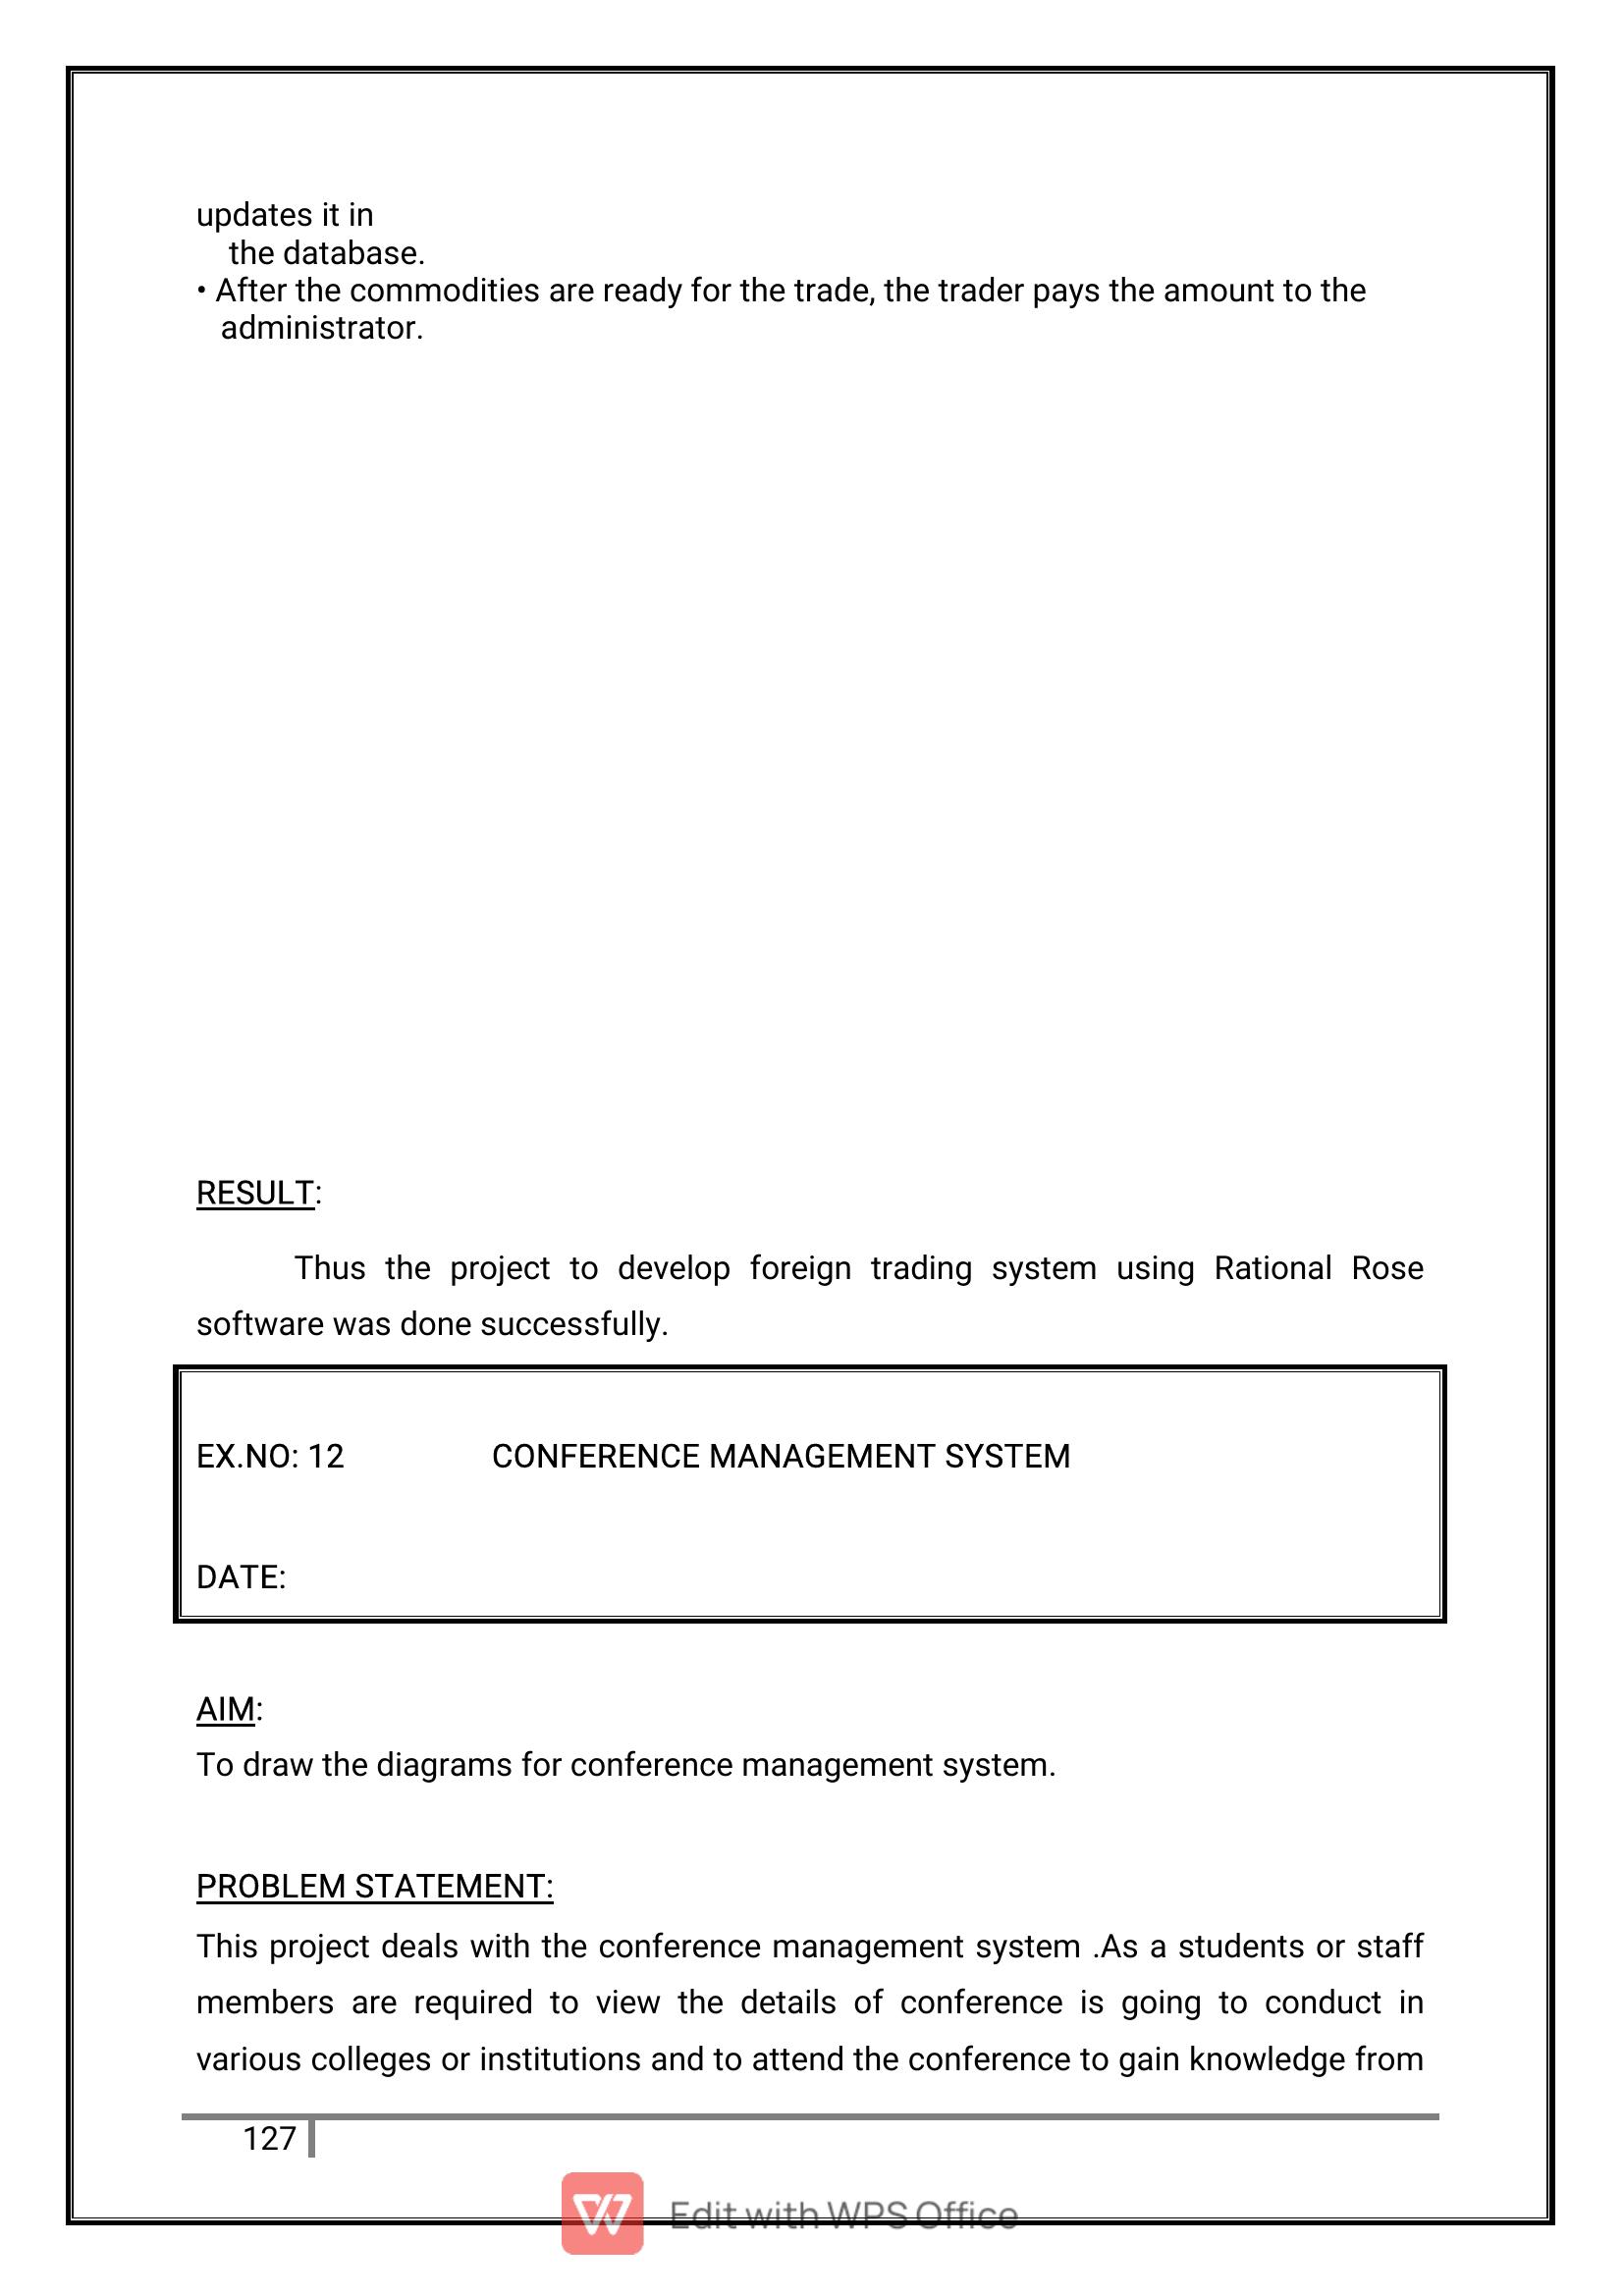 updates it in
the database.
• After the commodities are ready for the trade, the trader pays the amount to the
administrator.
RESULT:
Thus the project to develop foreign trading system using Rational Rose
software was done successfully.
EX.NO: 12 CONFERENCE MANAGEMENT SYSTEM
DATE:
AIM:
To draw the diagrams for conference management system.
PROBLEM STATEMENT:
This project deals with the conference management system .As a students or staff
members are required to view the details of conference is going to conduct in
various colleges or institutions and to attend the conference to gain knowledge from
127
Edit with WPS Office